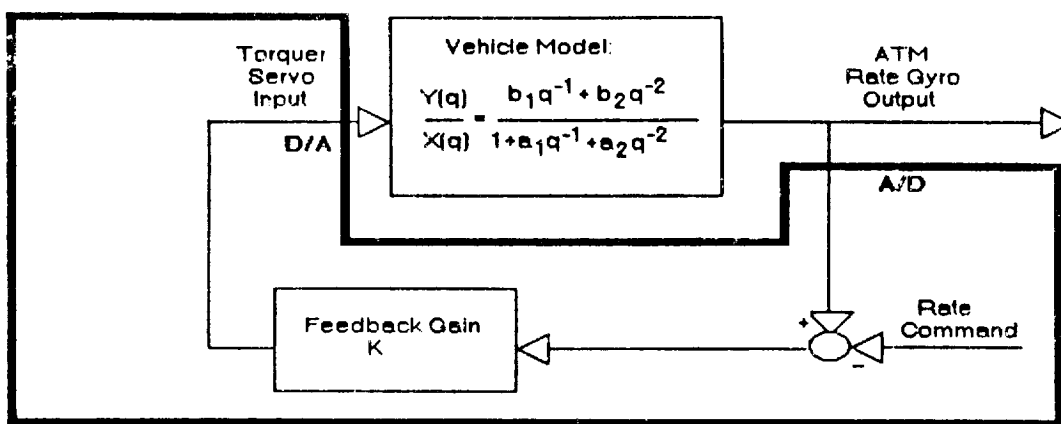 Vehicle Model:
Torquer
Servo
Input
D/A
Y(q)
X(q)
=
b₁q⁻¹ + b₂q⁻²
1+a₁q⁻¹+a₂q⁻²
ATM
Rate Gyro
Output
A/D
Feedback Gain
K
+
−
Rate
Command